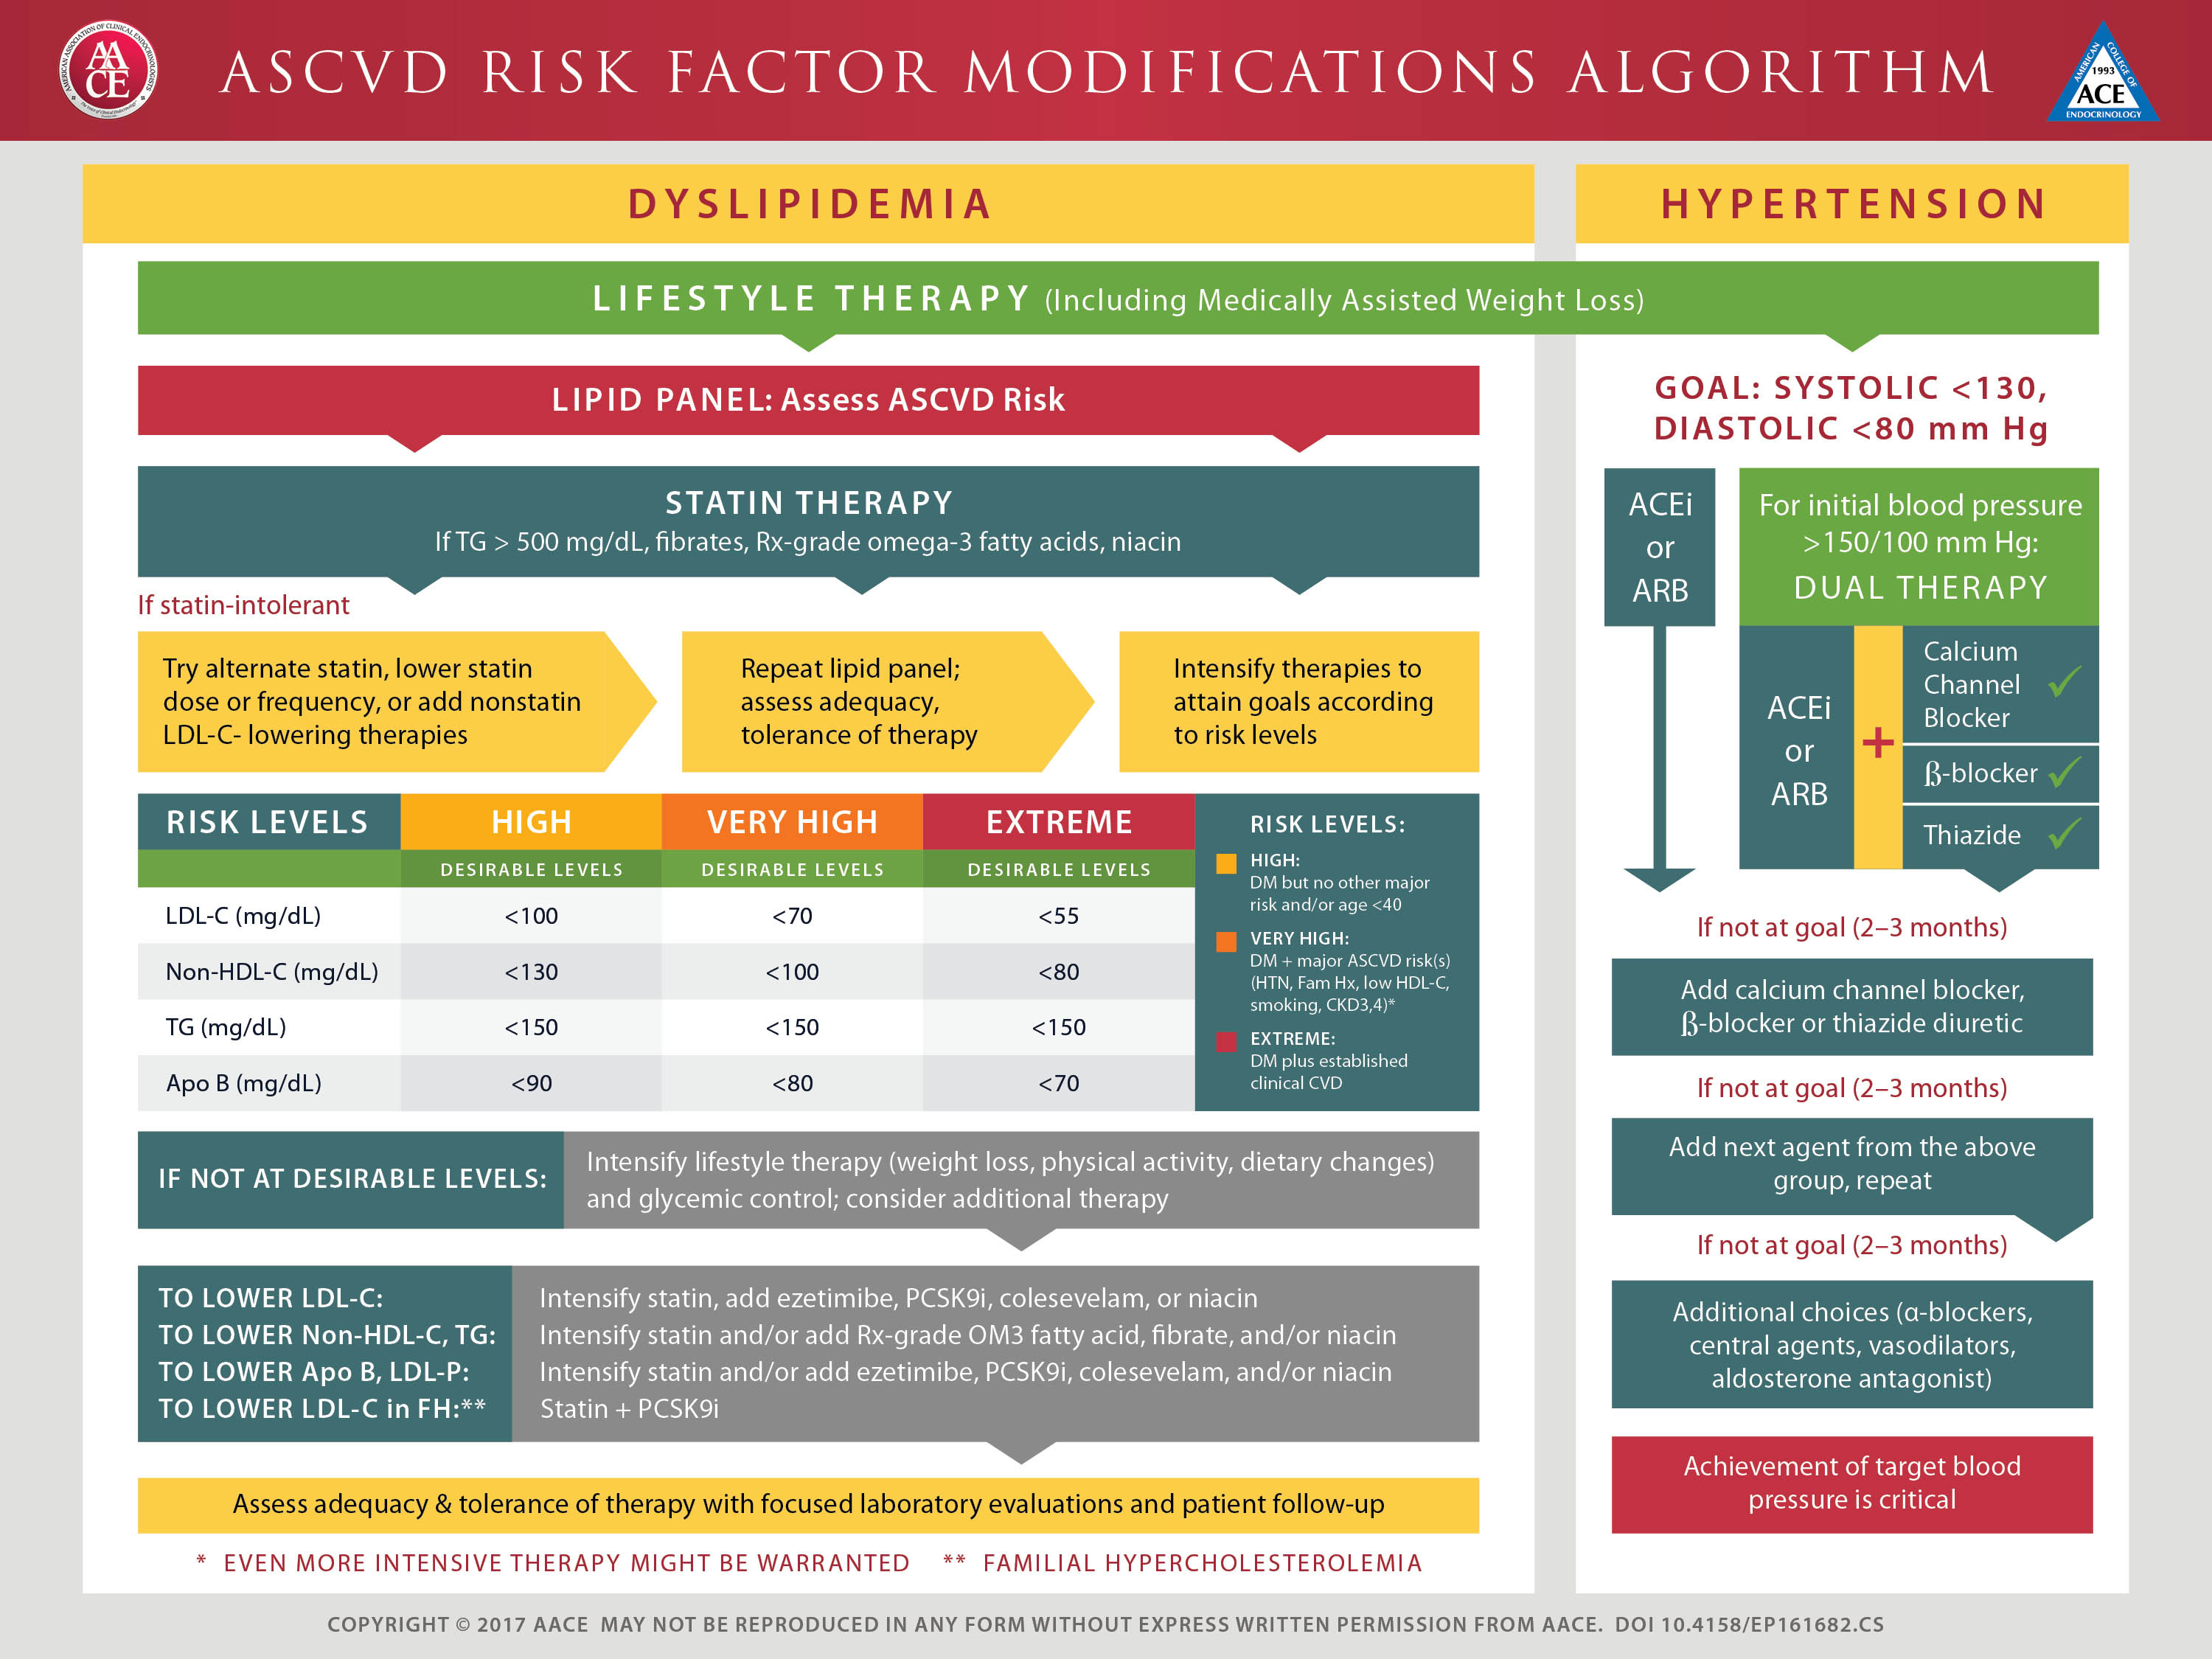 AMERICAN ASSOCIATION OF CLINICAL ENDOCRINOLOGISTS
AACE
ASCVD RISK FACTOR MODIFICATIONS ALGORITHM
AMERICAN COLLEGE OF
1993
ACE
ENDOCRINOLOGY
DYSLIPIDEMIA
HYPERTENSION
LIFESTYLE THERAPY (Including Medically Assisted Weight Loss)
LIPID PANEL: Assess ASCVD Risk
STATIN THERAPY
If TG > 500 mg/dL, fibrates, Rx-grade omega-3 fatty acids, niacin
If statin-intolerant
Try alternate statin, lower statin
dose or frequency, or add nonstatin
LDL-C- lowering therapies
Repeat lipid panel;
assess adequacy,
tolerance of therapy
Intensify therapies to
attain goals according
to risk levels
RISK LEVELS HIGH VERY HIGH EXTREME
DESIRABLE LEVELS DESIRABLE LEVELS DESIRABLE LEVELS
LDL-C (mg/dL) <100 <70 <55
Non-HDL-C (mg/dL) <130 <100 <80
TG (mg/dL) <150 <150 <150
Apo B (mg/dL) <90 <80 <70
RISK LEVELS:
HIGH:
DM but no other major
risk and/or age <40
VERY HIGH:
DM + major ASCVD risk(s)
(HTN, Fam Hx, low HDL-C,
smoking, CKD3,4)*
EXTREME:
DM plus established
clinical CVD
IF NOT AT DESIRABLE LEVELS:
Intensify lifestyle therapy (weight loss, physical activity, dietary changes)
and glycemic control; consider additional therapy
TO LOWER LDL-C: Intensify statin, add ezetimibe, PCSK9i, colesevelam, or niacin
TO LOWER Non-HDL-C, TG: Intensify statin and/or add Rx-grade OM3 fatty acid, fibrate, and/or niacin
TO LOWER Apo B, LDL-P: Intensify statin and/or add ezetimibe, PCSK9i, colesevelam, and/or niacin
TO LOWER LDL-C in FH:** Statin + PCSK9i
Assess adequacy & tolerance of therapy with focused laboratory evaluations and patient follow-up
* EVEN MORE INTENSIVE THERAPY MIGHT BE WARRANTED ** FAMILIAL HYPERCHOLESTEROLEMIA
GOAL: SYSTOLIC <130,
DIASTOLIC <80 mm Hg
ACEi
or
ARB
For initial blood pressure
>150/100 mm Hg:
DUAL THERAPY
ACEi
or
ARB
+
Calcium
Channel
Blocker ✓
ß-blocker ✓
Thiazide ✓
If not at goal (2–3 months)
Add calcium channel blocker,
ß-blocker or thiazide diuretic
If not at goal (2–3 months)
Add next agent from the above
group, repeat
If not at goal (2–3 months)
Additional choices (α-blockers,
central agents, vasodilators,
aldosterone antagonist)
Achievement of target blood
pressure is critical
COPYRIGHT © 2017 AACE MAY NOT BE REPRODUCED IN ANY FORM WITHOUT EXPRESS WRITTEN PERMISSION FROM AACE. DOI 10.4158/EP161682.CS